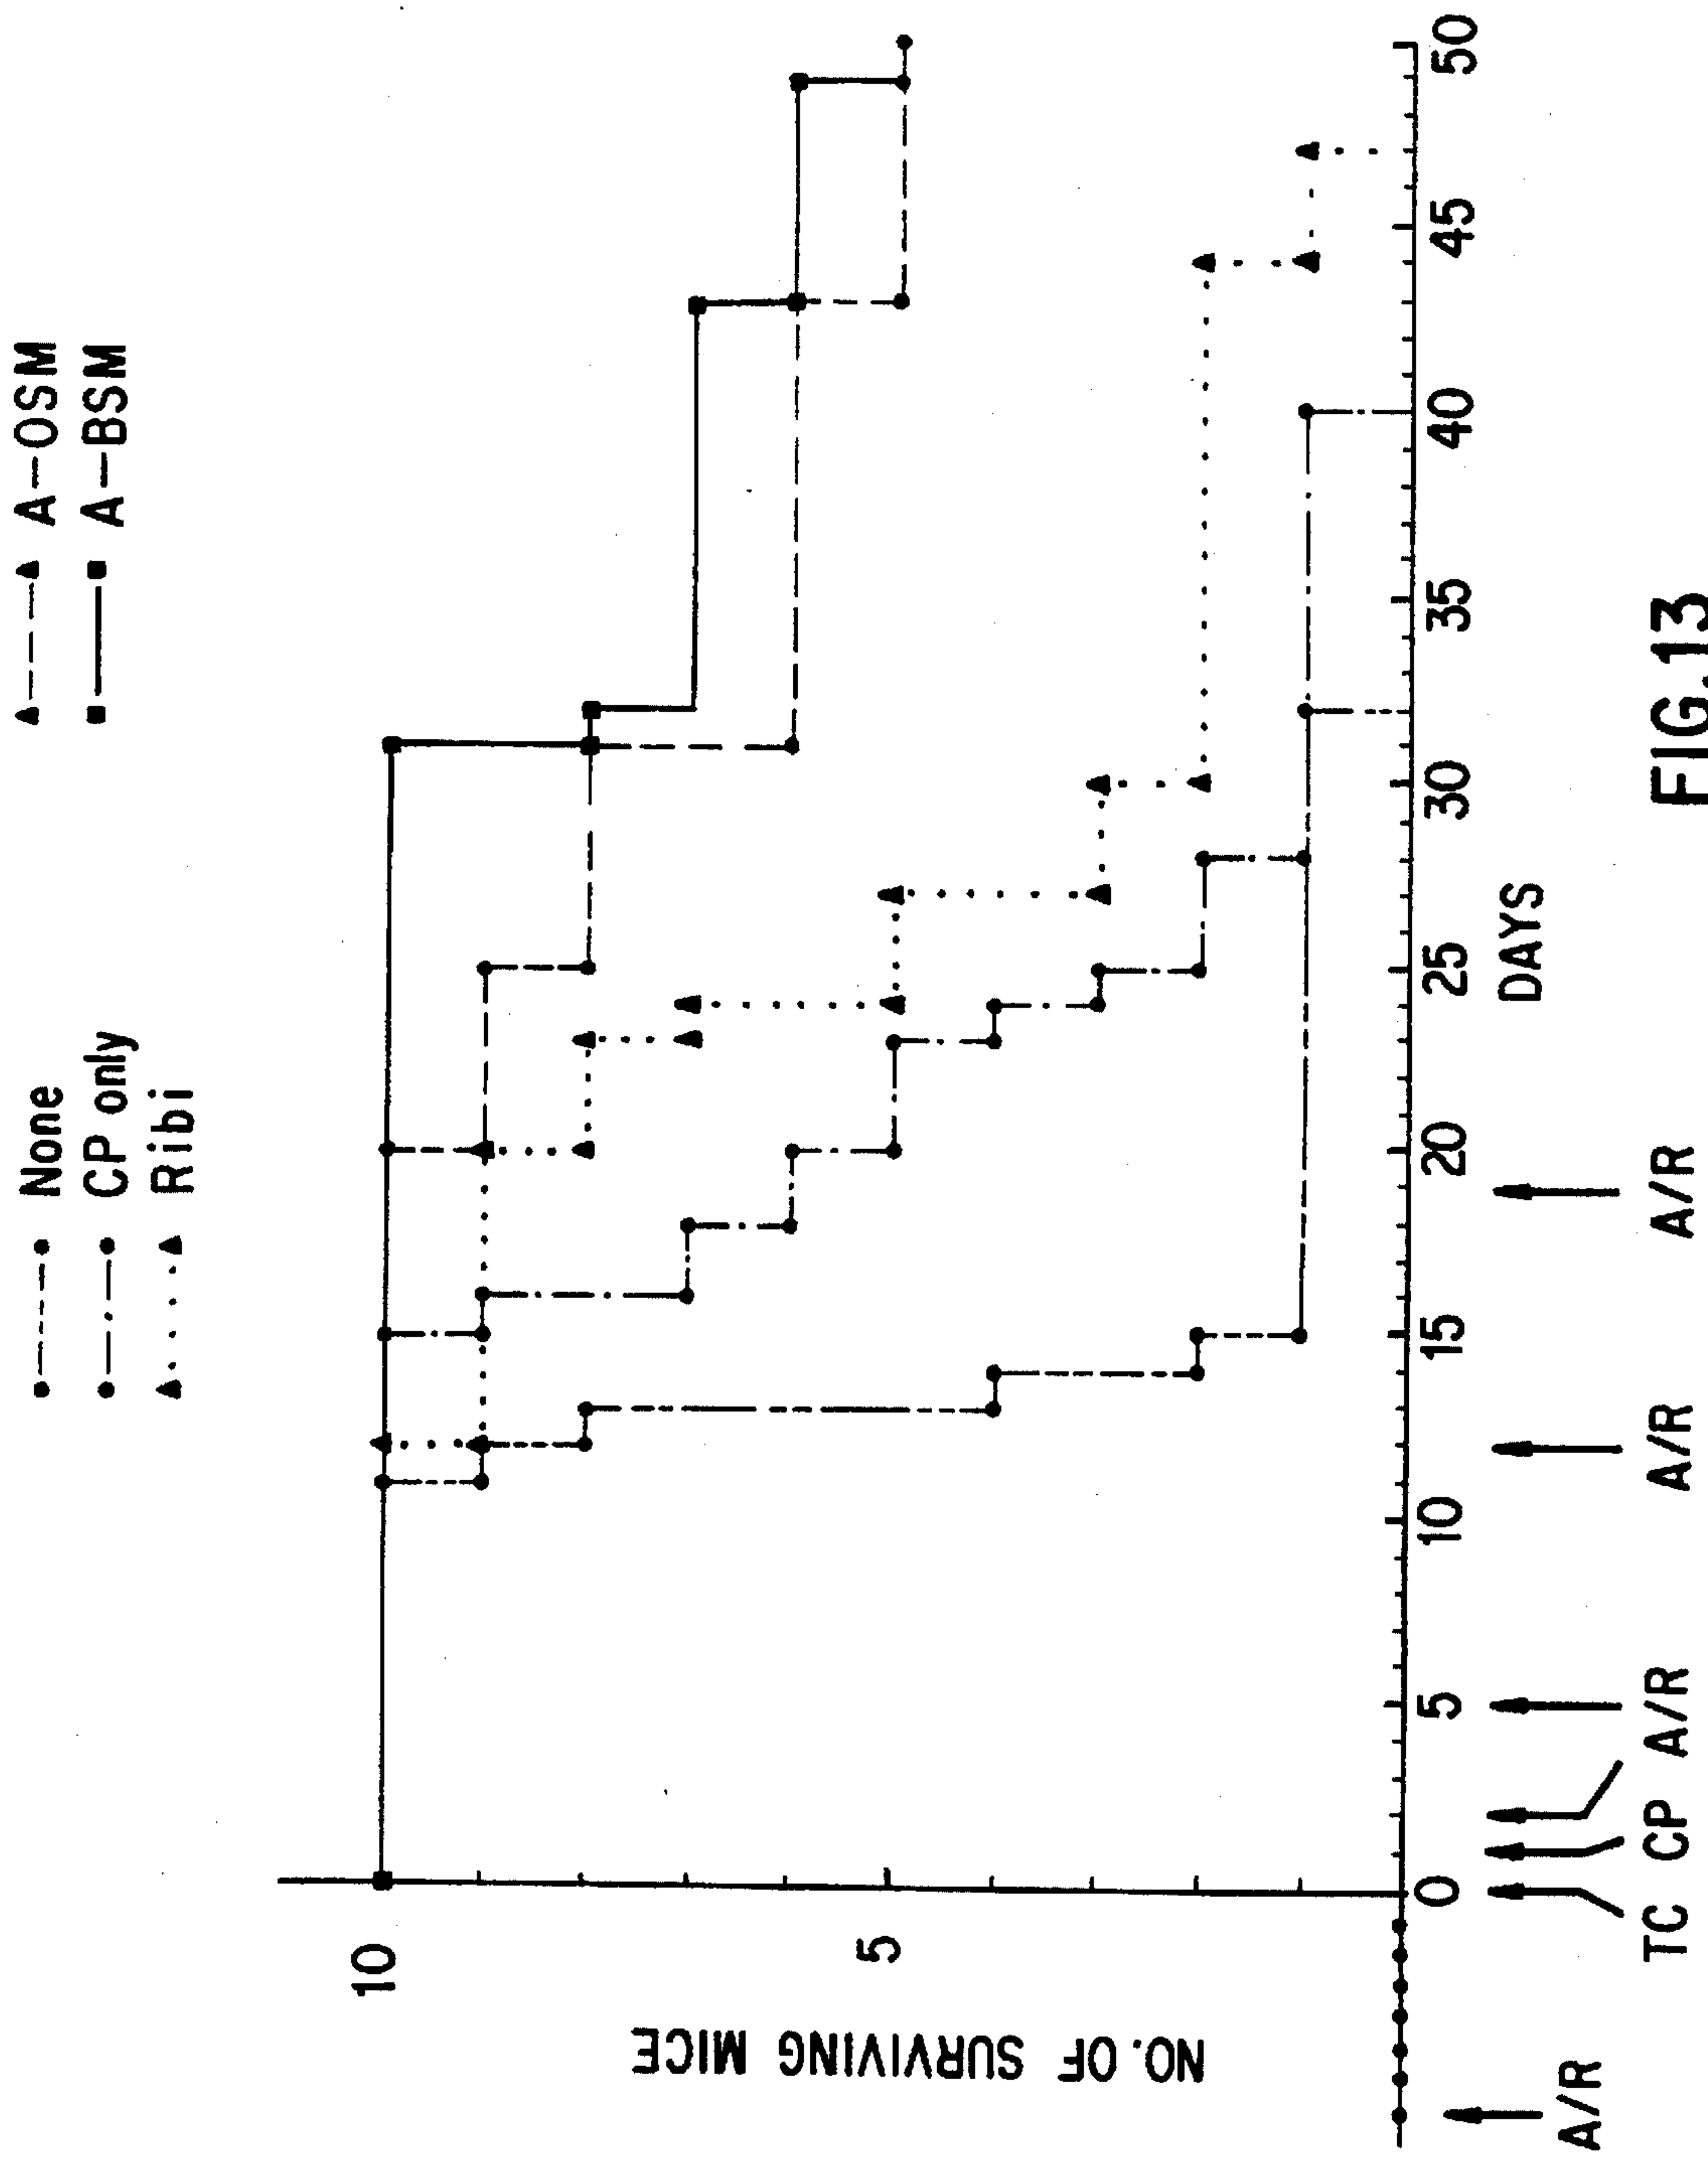 None
CP only
Ribi
A-OSM
A-BSM
NO. OF SURVIVING MICE
10
5
0 5 10 15 20 25 30 35 40 45 50
DAYS
A/R TC CP A/R A/R A/R
FIG.13